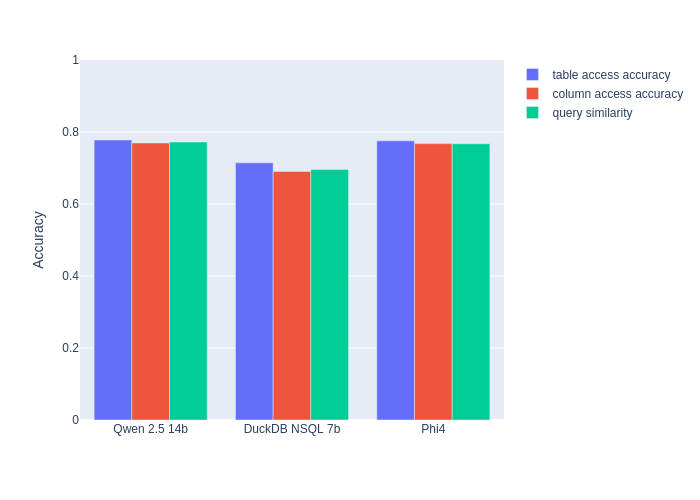 1
0.8
0.6
0.4
0.2
0
Accuracy
Qwen 2.5 14b
DuckDB NSQL 7b
Phi4
table access accuracy
column access accuracy
query similarity